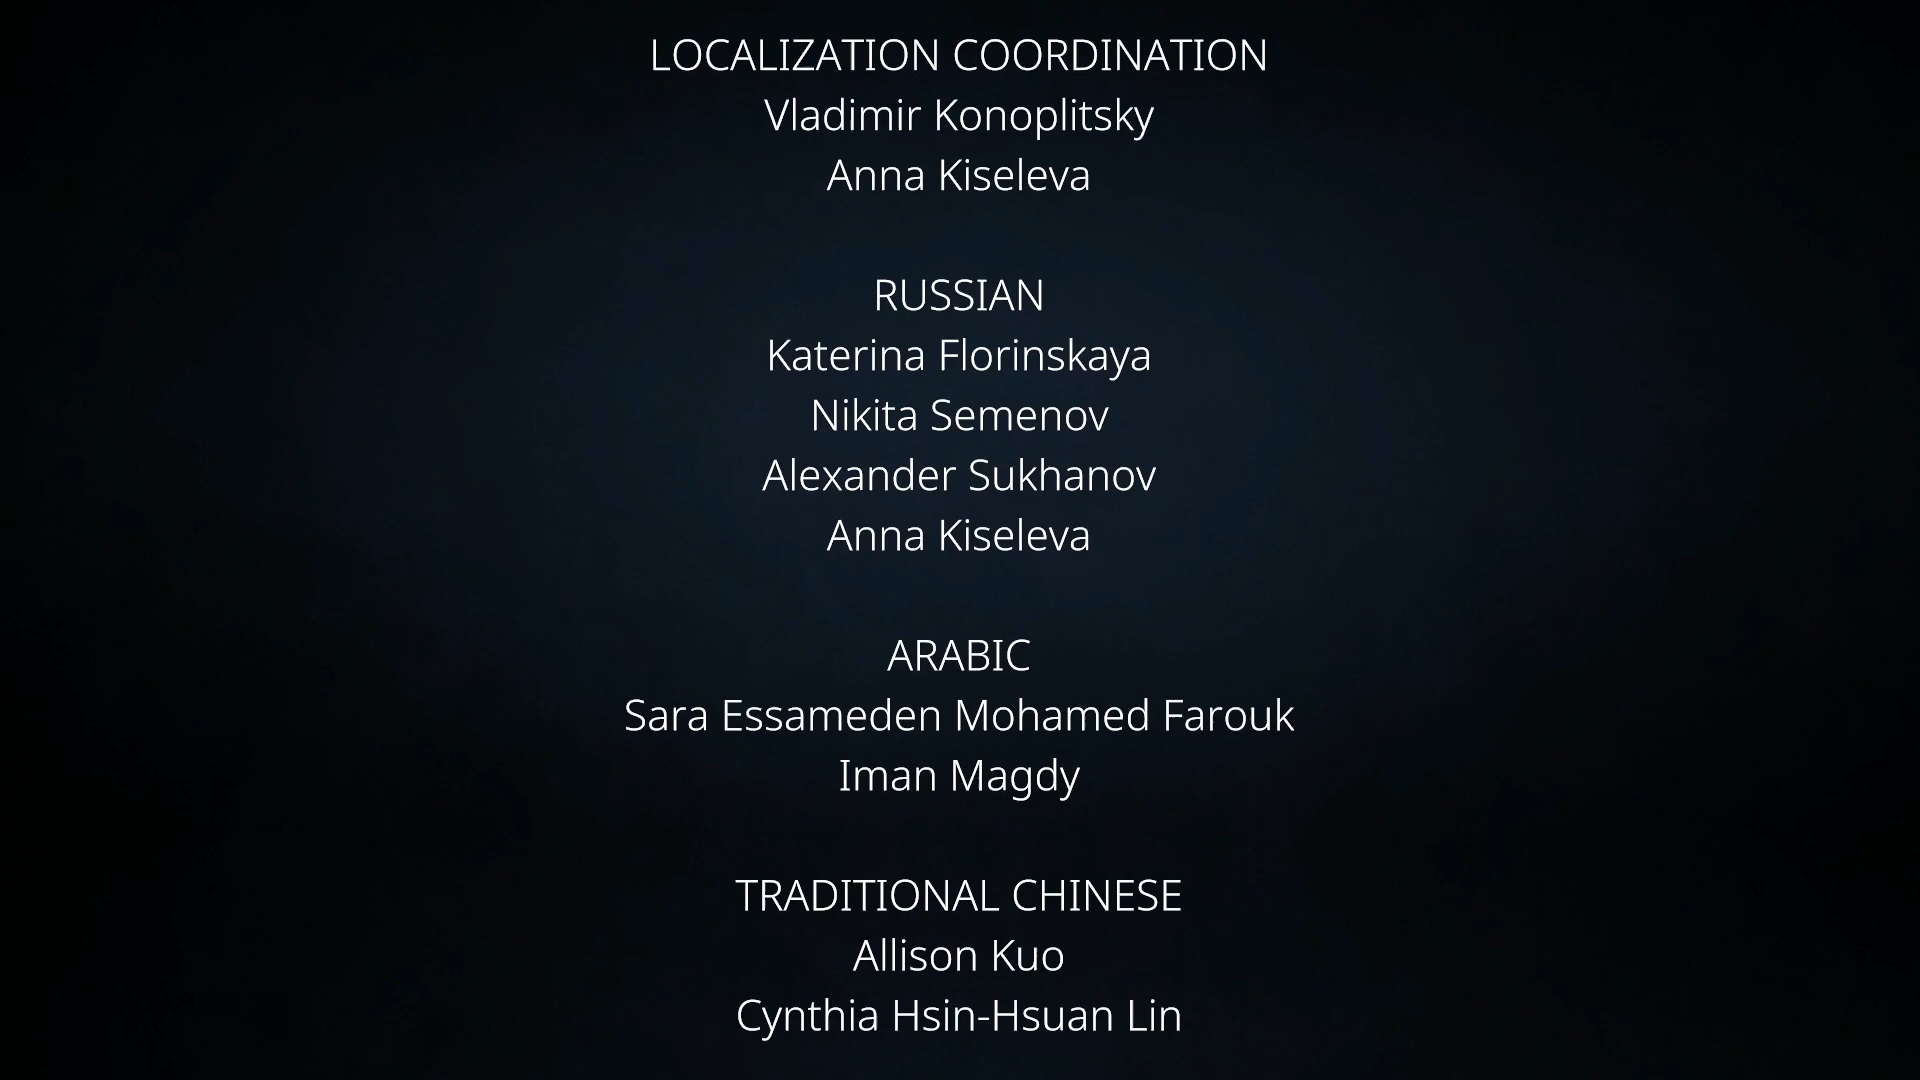 LOCALIZATION COORDINATION
Vladimir Konoplitsky
Anna Kiseleva
RUSSIAN
Katerina Florinskaya
Nikita Semenov
Alexander Sukhanov
Anna Kiseleva
ARABIC
Sara Essameden Mohamed Farouk
Iman Magdy
TRADITIONAL CHINESE
Allison Kuo
Cynthia Hsin-Hsuan Lin